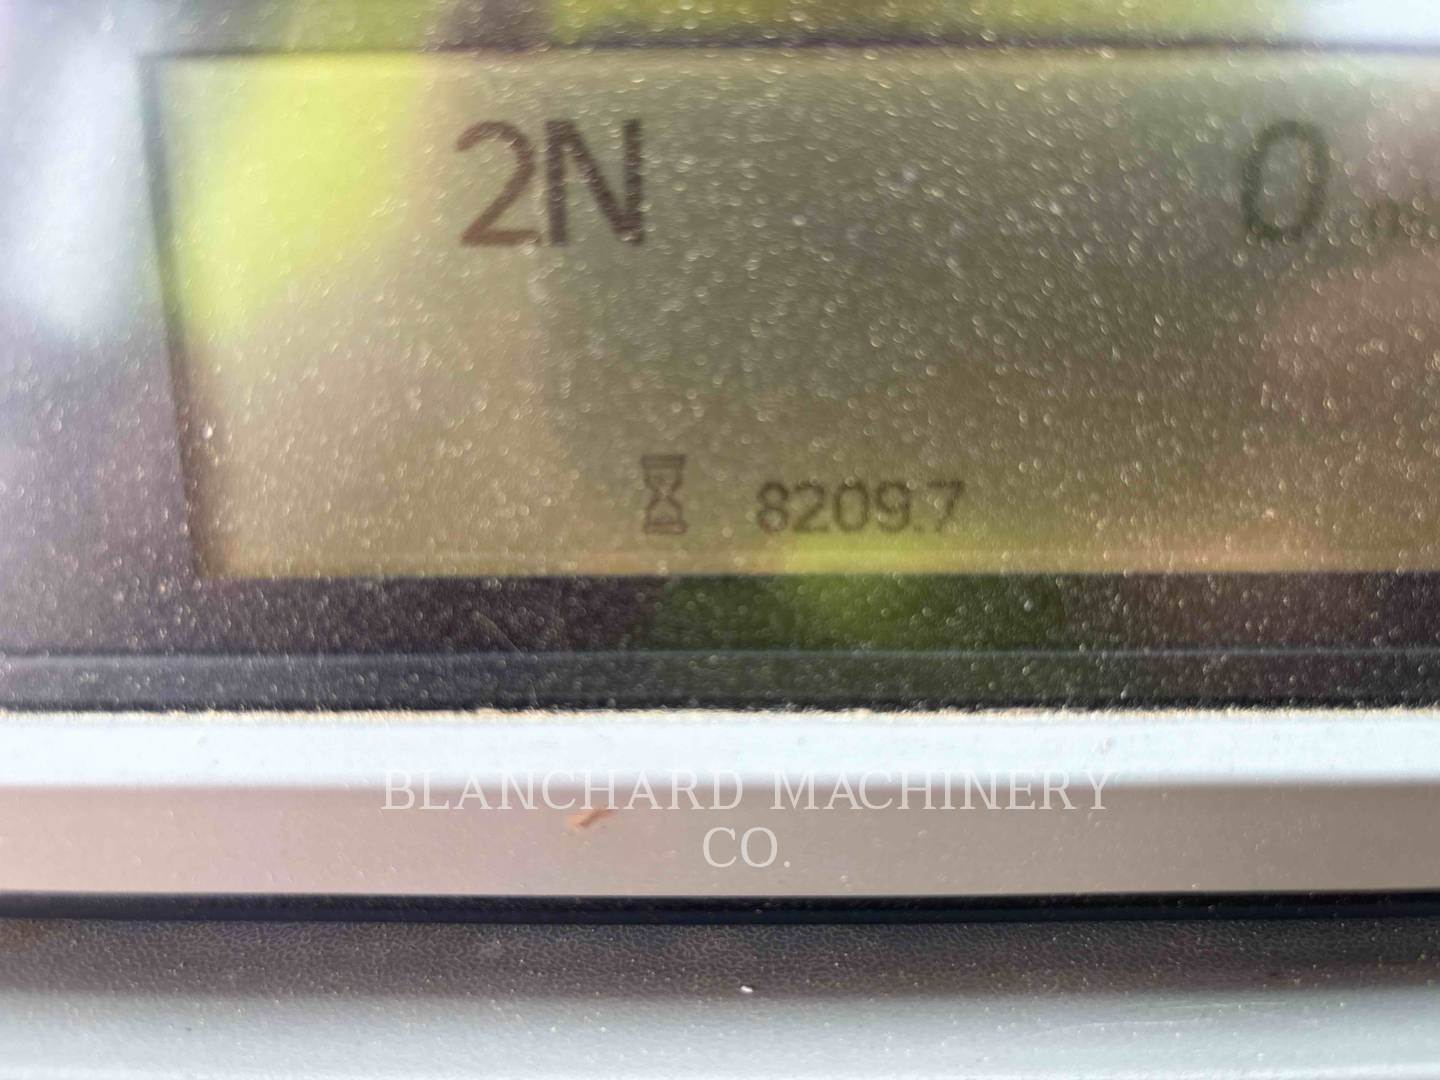 2N 0
8209.7
BLANCHARD MACHINERY
CO.